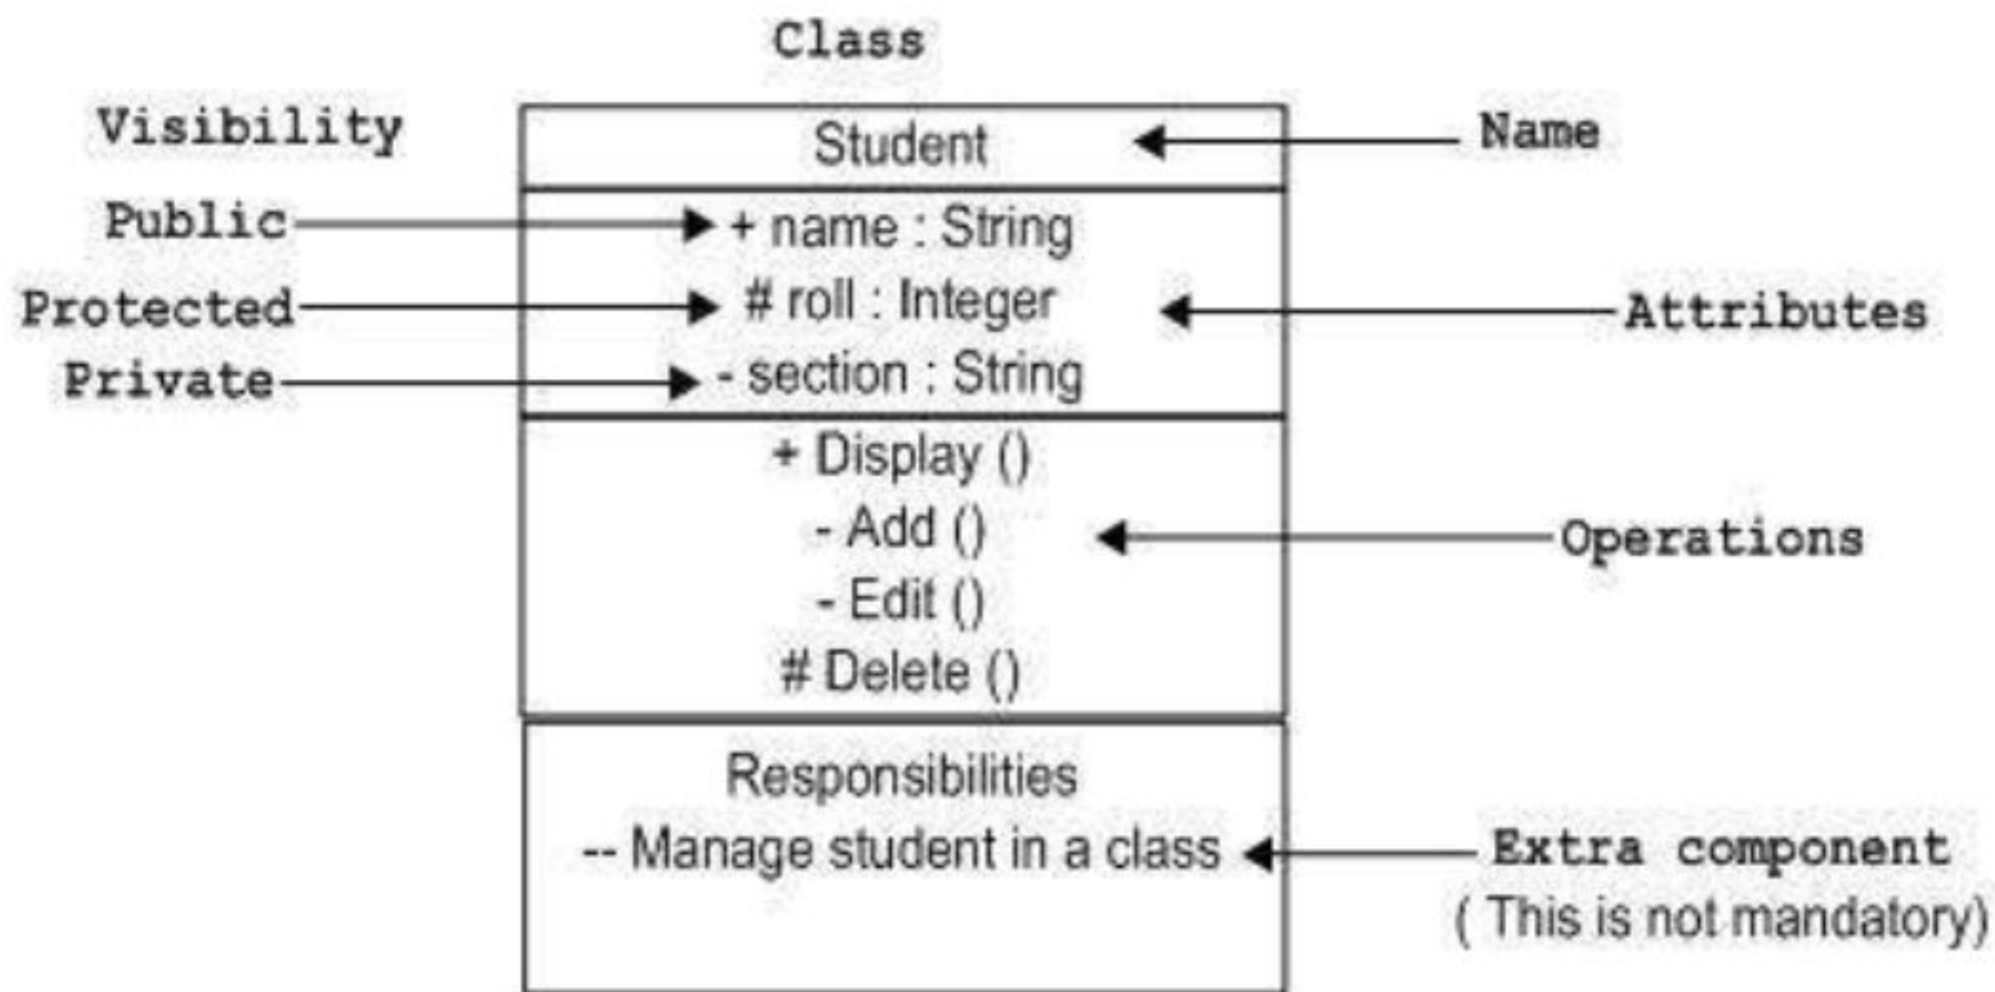 Class
Visibility
Student
Name
Public
+ name : String
Protected
# roll : Integer
Attributes
Private
- section : String
+ Display ()
- Add ()
Operations
- Edit ()
# Delete ()
Responsibilities
-- Manage student in a class
Extra component
( This is not mandatory)